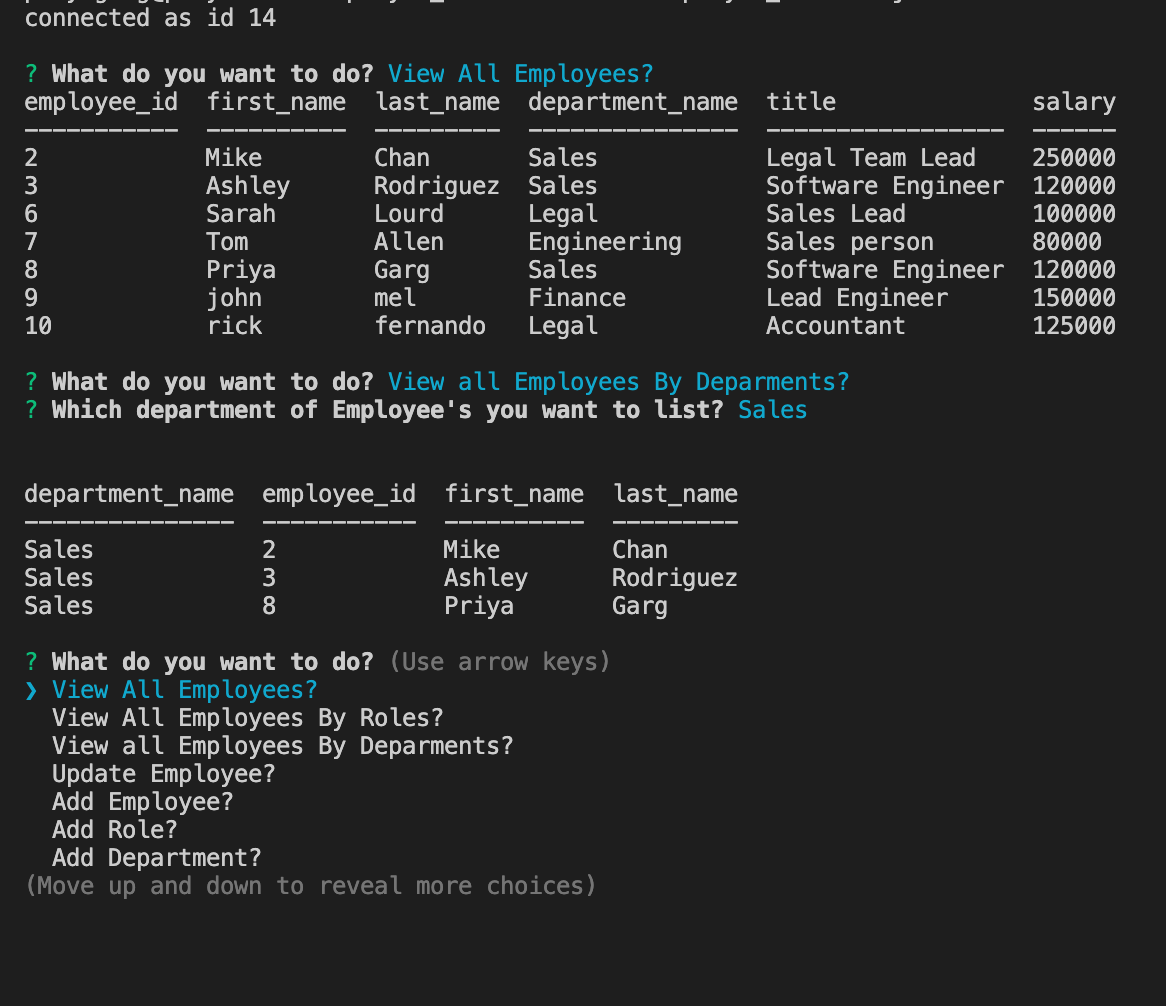 connected as id 14
? What do you want to do? View All Employees?
employee_id  first_name  last_name  department_name  title              salary
-----------  ----------  ---------  ---------------  -----------------  ------
2            Mike        Chan       Sales            Legal Team Lead    250000
3            Ashley      Rodriguez  Sales            Software Engineer  120000
6            Sarah       Lourd      Legal            Sales Lead         100000
7            Tom         Allen      Engineering      Sales person       80000
8            Priya       Garg       Sales            Software Engineer  120000
9            john        mel        Finance          Lead Engineer      150000
10           rick        fernando   Legal            Accountant         125000
? What do you want to do? View all Employees By Deparments?
? Which department of Employee's you want to list? Sales
department_name  employee_id  first_name  last_name
---------------  -----------  ----------  ---------
Sales            2            Mike        Chan
Sales            3            Ashley      Rodriguez
Sales            8            Priya       Garg
? What do you want to do? (Use arrow keys)
❯ View All Employees?
  View All Employees By Roles?
  View all Employees By Deparments?
  Update Employee?
  Add Employee?
  Add Role?
  Add Department?
(Move up and down to reveal more choices)